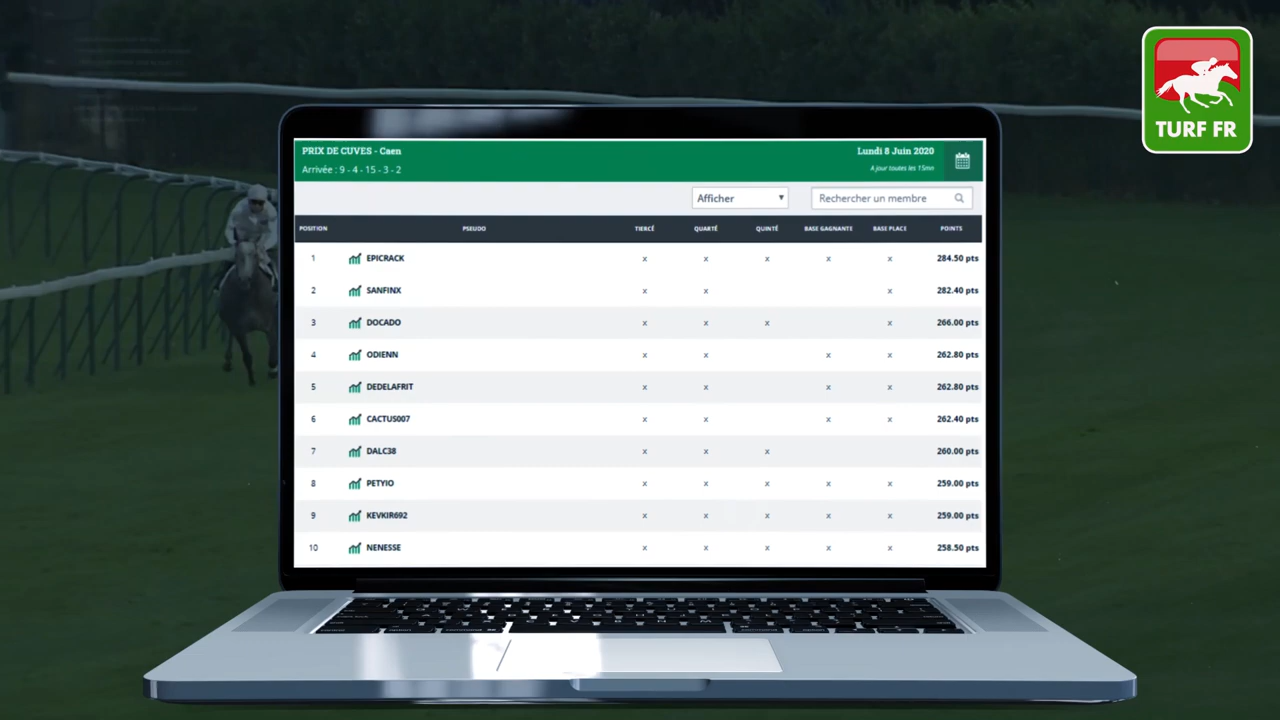 TURF FR
PRIX DE CUVES - Caen
Lundi 8 Juin 2020
Arrivée : 9 - 4 - 15 - 3 - 2
A jour toutes les 15mn
Afficher
Rechercher un membre
POSITION PSEUDO TIERCÉ QUARTÉ QUINTÉ BASE GAGNANTE BASE PLACE POINTS
1 EPICRACK x x x x x 284.50 pts
2 SANFINX x x x 282.40 pts
3 DOCADO x x x x 266.00 pts
4 ODIENN x x x x 262.80 pts
5 DEDELAFRIT x x x x 262.80 pts
6 CACTUS007 x x x x 262.40 pts
7 DALC38 x x x 260.00 pts
8 PETYIO x x x x x 259.00 pts
9 KEVKIR692 x x x x x 259.00 pts
10 NENESSE x x x x x 258.50 pts